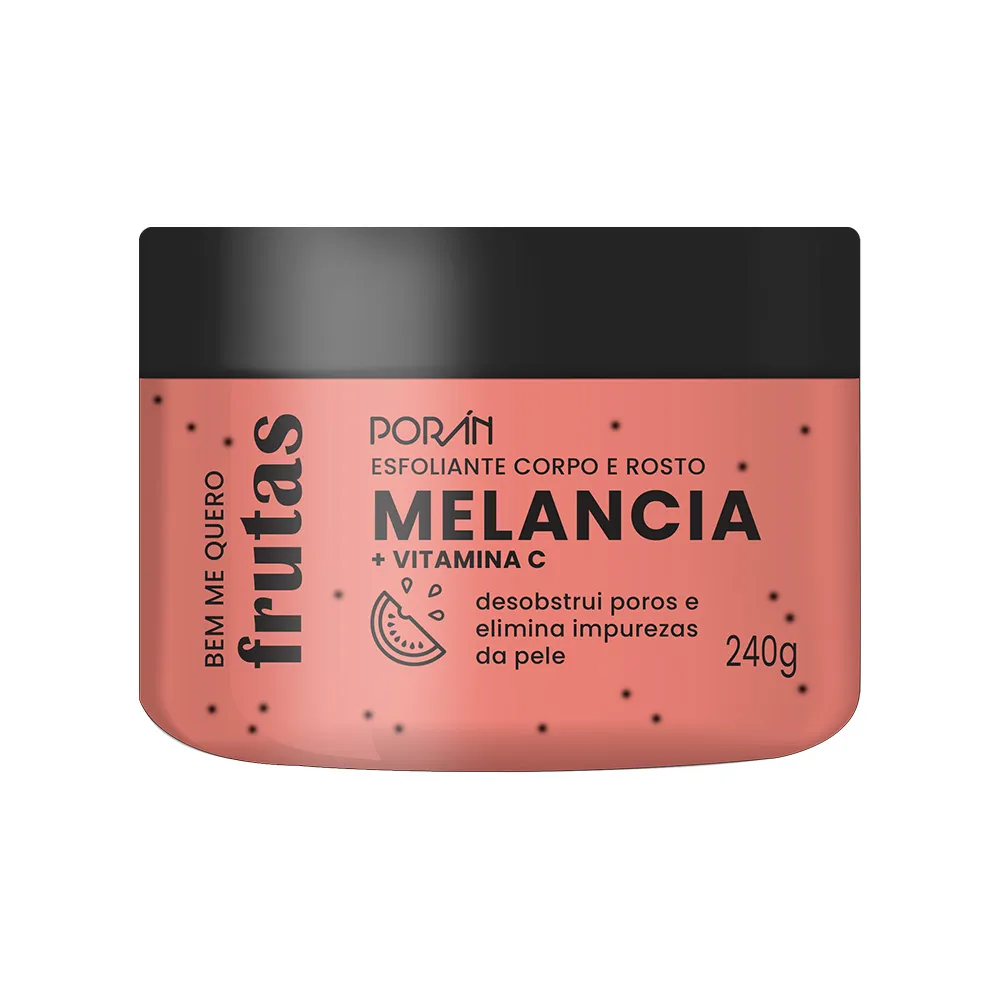 BEM ME QUERO
frutas
PORÁN
ESFOLIANTE CORPO E ROSTO
MELANCIA
+ VITAMINA C
desobstrui poros e
elimina impurezas
da pele
240g